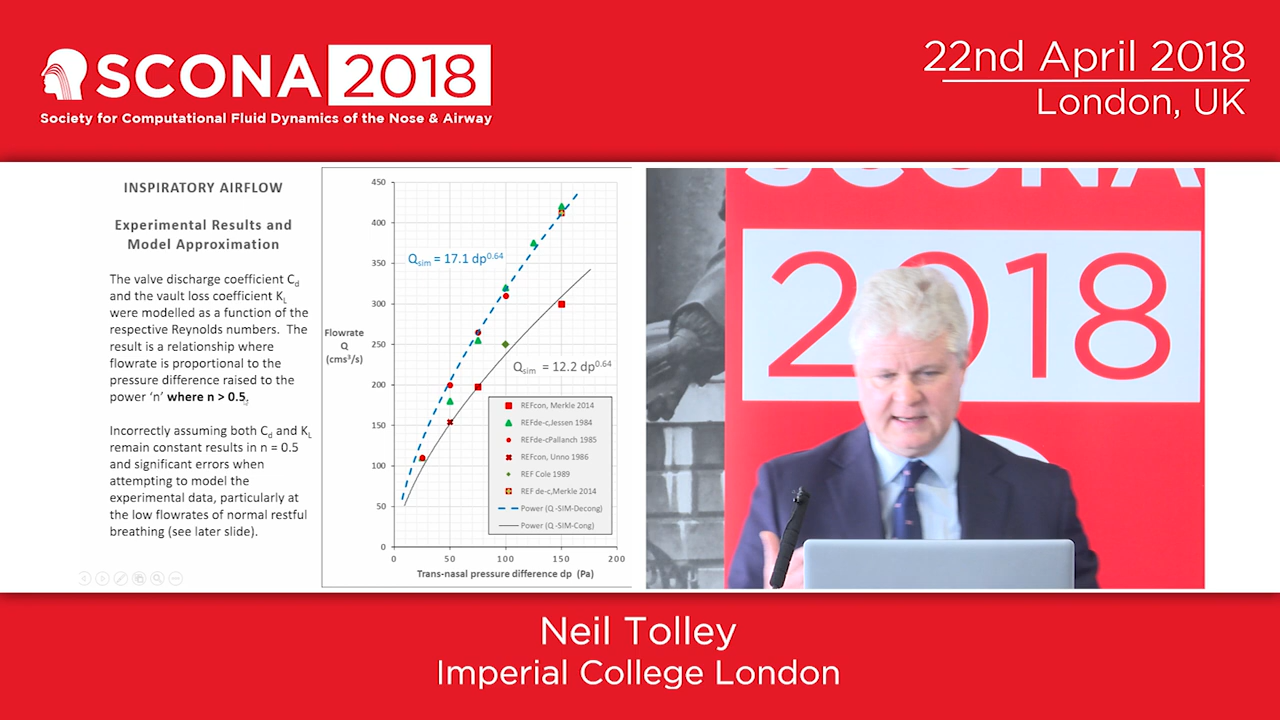 SCONA 2018
Society for Computational Fluid Dynamics of the Nose & Airway
22nd April 2018
London, UK
INSPIRATORY AIRFLOW
Experimental Results and
Model Approximation
The valve discharge coefficient Cd
and the vault loss coefficient KL
were modelled as a function of the
respective Reynolds numbers. The
result is a relationship where
flowrate is proportional to the
pressure difference raised to the
power ‘n’ where n > 0.5.
Incorrectly assuming both Cd and KL
remain constant results in n = 0.5
and significant errors when
attempting to model the
experimental data, particularly at
the low flowrates of normal restful
breathing (see later slide).
450
400
350
300
250
200
150
100
50
0
Flowrate
Q
(cms³/s)
Qsim = 17.1 dp^0.64
Qsim = 12.2 dp^0.64
REFcon, Merkle 2014
REFde-c,Jessen 1984
REFde-cPallanch 1985
REFcon, Unno 1986
REF Cole 1989
REF de-c,Merkle 2014
Power (Q -SIM-Decong)
Power (Q-SIM-Cong)
0 50 100 150 200
Trans-nasal pressure difference dp (Pa)
SCONA
2018
Neil Tolley
Imperial College London